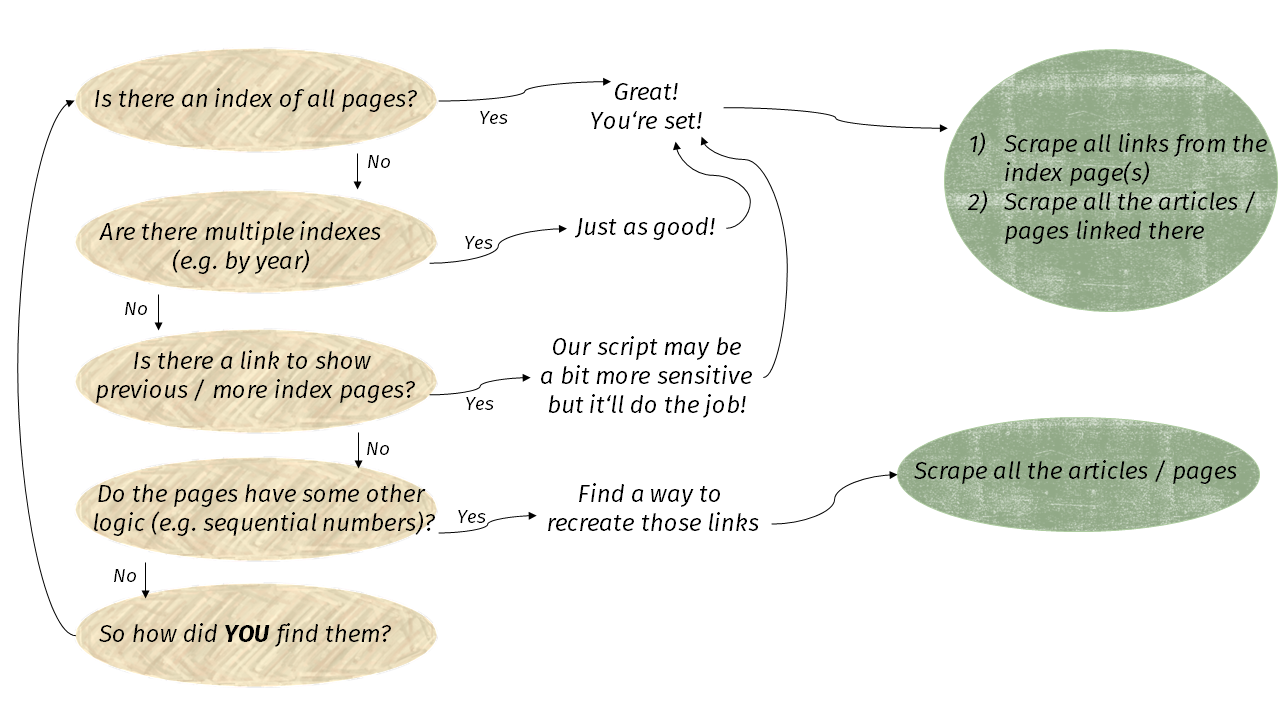 Is there an index of all pages?
Yes
Great!
You‘re set!
1) Scrape all links from the
index page(s)
2) Scrape all the articles /
pages linked there
No
Are there multiple indexes
(e.g. by year)
Yes
Just as good!
No
Is there a link to show
previous / more index pages?
Yes
Our script may be
a bit more sensitive
but it‘ll do the job!
No
Do the pages have some other
logic (e.g. sequential numbers)?
Yes
Find a way to
recreate those links
Scrape all the articles / pages
No
So how did YOU find them?